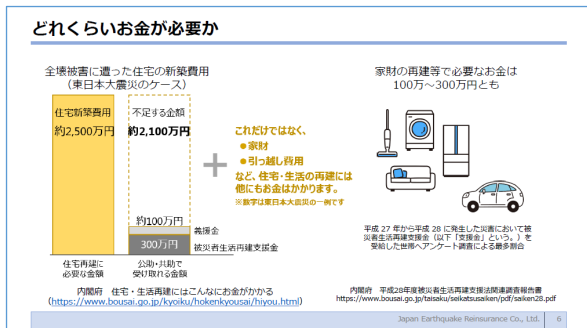 どれくらいお金が必要か
全壊被害に遭った住宅の新築費用
（東日本大震災のケース）
住宅新築費用
約2,500万円
不足する金額
約2,100万円
約100万円
義援金
300万円
被災者生活再建支援金
住宅再建に
必要な金額
公助・共助で
受け取れる金額
+
これだけではなく、
●家財
●引っ越し費用
など、住宅・生活の再建には
他にもお金はかかります。
※数字は東日本大震災の一例です
内閣府　住宅・生活再建にはこんなにお金がかかる
（https://www.bousai.go.jp/kyoiku/hokenkyousai/hiyou.html）
家財の再建等で必要なお金は
100万～300万円とも
平成 27 年から平成 28 に発生した災害において被
災者生活再建支援金（以下「支援金」という。）を
受給した世帯へアンケート調査による最多割合
内閣府　平成28年度被災者生活再建支援法関連調査報告書
https://www.bousai.go.jp/taisaku/seikatsusaiken/pdf/saiken28.pdf
Japan Earthquake Reinsurance Co., Ltd.
6